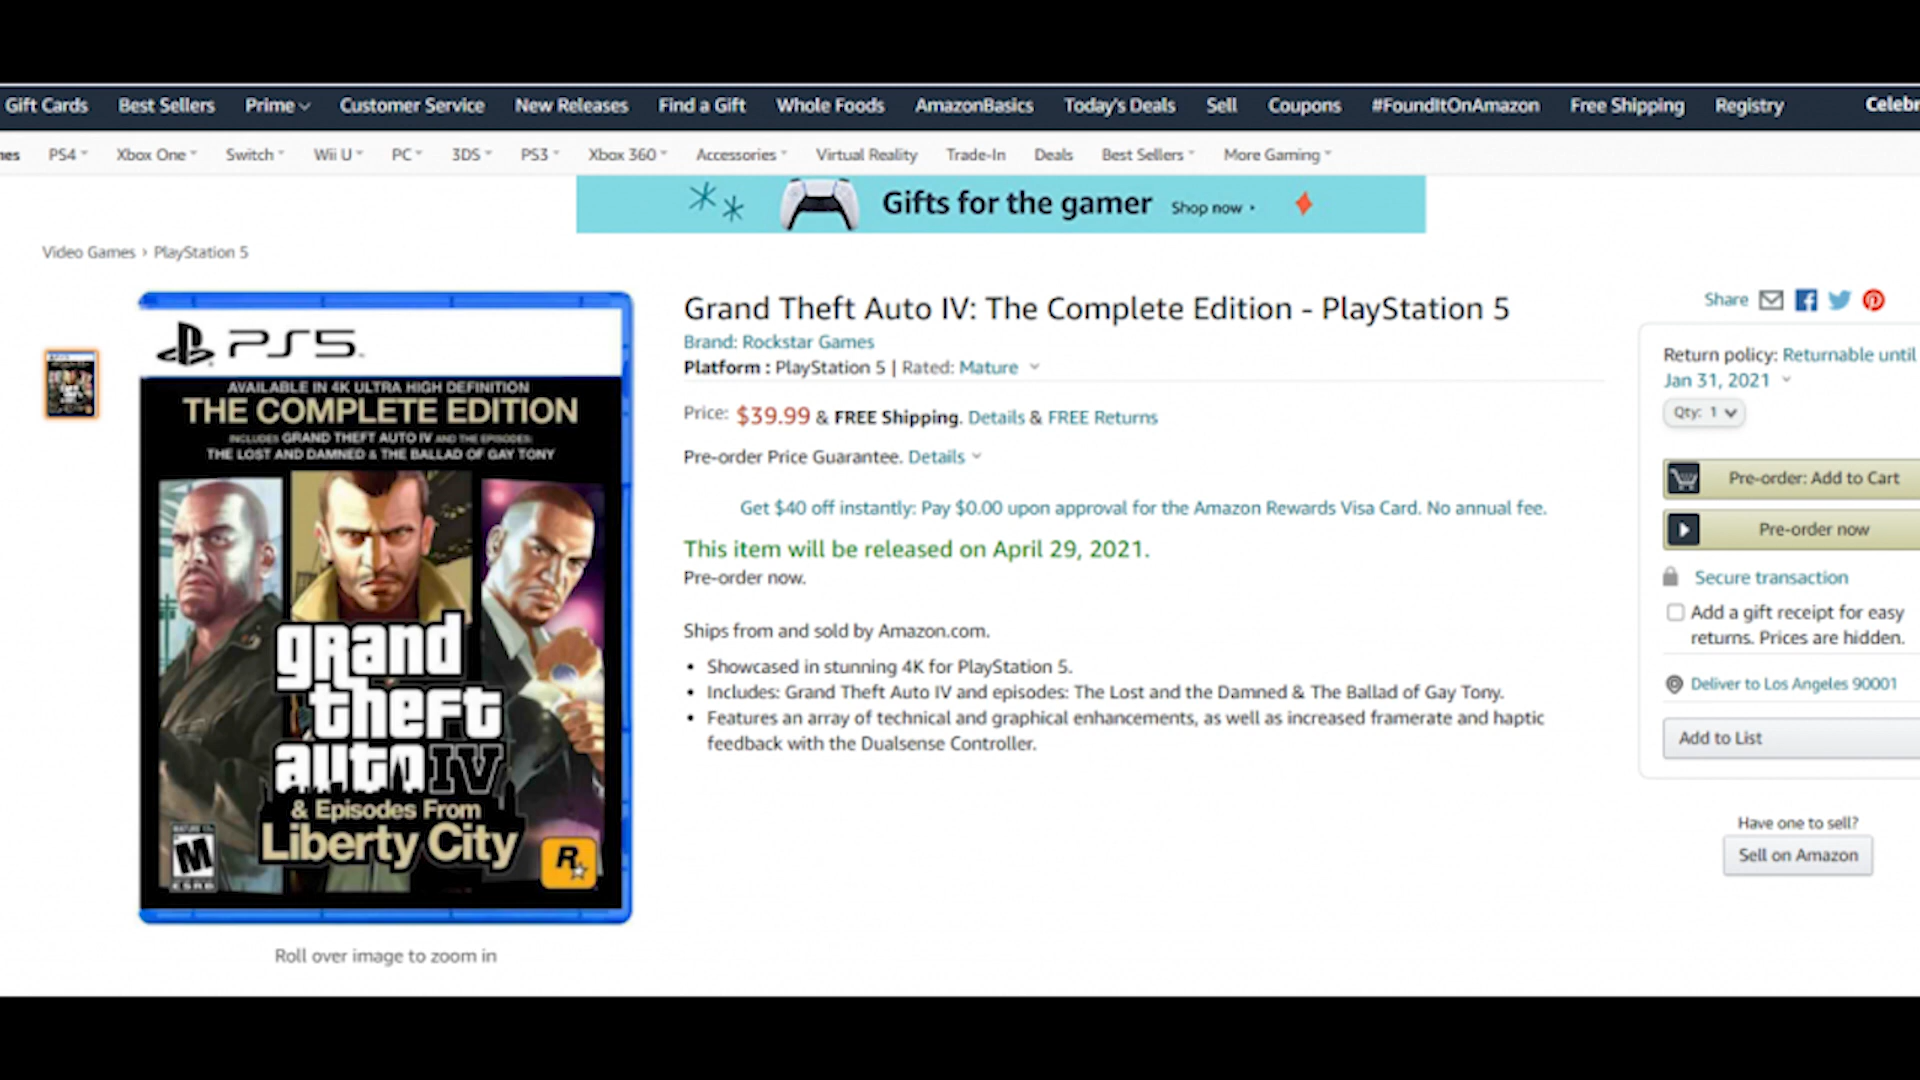 Gift Cards Best Sellers Prime Customer Service New Releases Find a Gift Whole Foods AmazonBasics Today's Deals Sell Coupons #FoundItOnAmazon Free Shipping Registry Celebr
nes PS4 Xbox One Switch Wii U PC 3DS PS3 Xbox 360 Accessories Virtual Reality Trade-In Deals Best Sellers More Gaming
Gifts for the gamer Shop now
Video Games › PlayStation 5
PS5
AVAILABLE IN 4K ULTRA HIGH DEFINITION
THE COMPLETE EDITION
INCLUDES GRAND THEFT AUTO IV AND THE EPISODES:
THE LOST AND DAMNED & THE BALLAD OF GAY TONY
grand
theft
auto IV
& Episodes From
Liberty City
MATURE 17+
M
ESRB
R
Roll over image to zoom in
Grand Theft Auto IV: The Complete Edition - PlayStation 5
Brand: Rockstar Games
Platform : PlayStation 5 | Rated: Mature
Price: $39.99 & FREE Shipping. Details & FREE Returns
Pre-order Price Guarantee. Details
Get $40 off instantly: Pay $0.00 upon approval for the Amazon Rewards Visa Card. No annual fee.
This item will be released on April 29, 2021.
Pre-order now.
Ships from and sold by Amazon.com.
• Showcased in stunning 4K for PlayStation 5.
• Includes: Grand Theft Auto IV and episodes: The Lost and the Damned & The Ballad of Gay Tony.
• Features an array of technical and graphical enhancements, as well as increased framerate and haptic
feedback with the Dualsense Controller.
Share
Return policy: Returnable until
Jan 31, 2021
Qty: 1
Pre-order: Add to Cart
Pre-order now
Secure transaction
Add a gift receipt for easy
returns. Prices are hidden.
Deliver to Los Angeles 90001
Add to List
Have one to sell?
Sell on Amazon